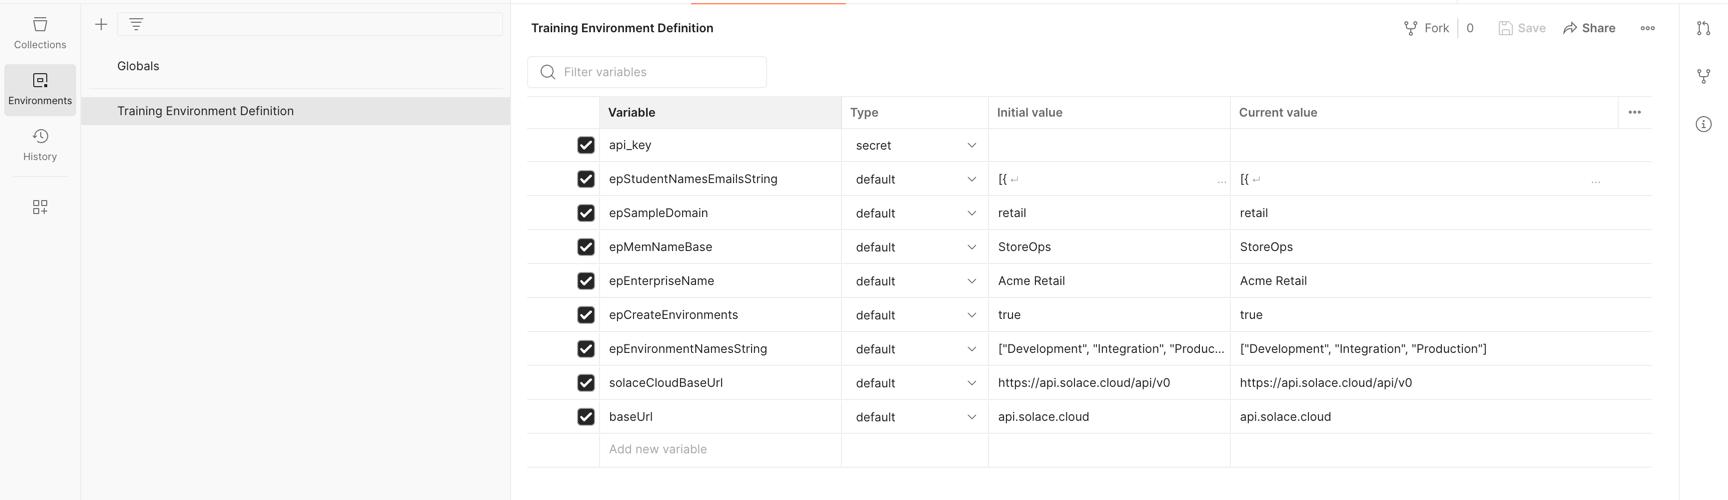 Collections
Environments
History
Globals
Training Environment Definition
Training Environment Definition
Fork 0 Save Share
Filter variables
Variable Type Initial value Current value
api_key secret
epStudentNamesEmailsString default [{ ↵ ... [{ ↵ ...
epSampleDomain default retail retail
epMemNameBase default StoreOps StoreOps
epEnterpriseName default Acme Retail Acme Retail
epCreateEnvironments default true true
epEnvironmentNamesString default ["Development", "Integration", "Produc... ["Development", "Integration", "Production"]
solaceCloudBaseUrl default https://api.solace.cloud/api/v0 https://api.solace.cloud/api/v0
baseUrl default api.solace.cloud api.solace.cloud
Add new variable